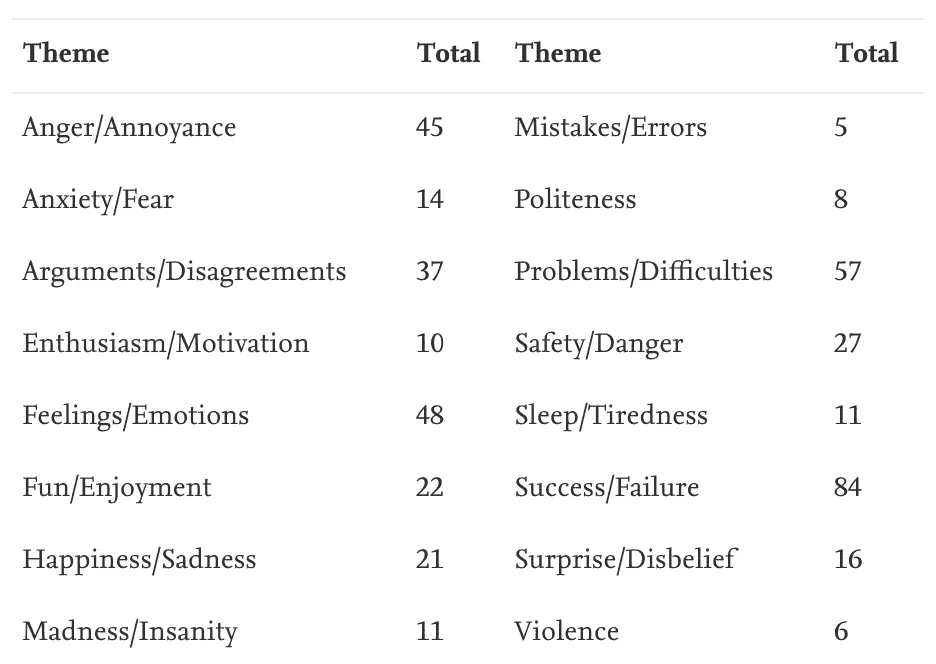 Theme Total Theme Total
Anger/Annoyance 45 Mistakes/Errors 5
Anxiety/Fear 14 Politeness 8
Arguments/Disagreements 37 Problems/Difficulties 57
Enthusiasm/Motivation 10 Safety/Danger 27
Feelings/Emotions 48 Sleep/Tiredness 11
Fun/Enjoyment 22 Success/Failure 84
Happiness/Sadness 21 Surprise/Disbelief 16
Madness/Insanity 11 Violence 6